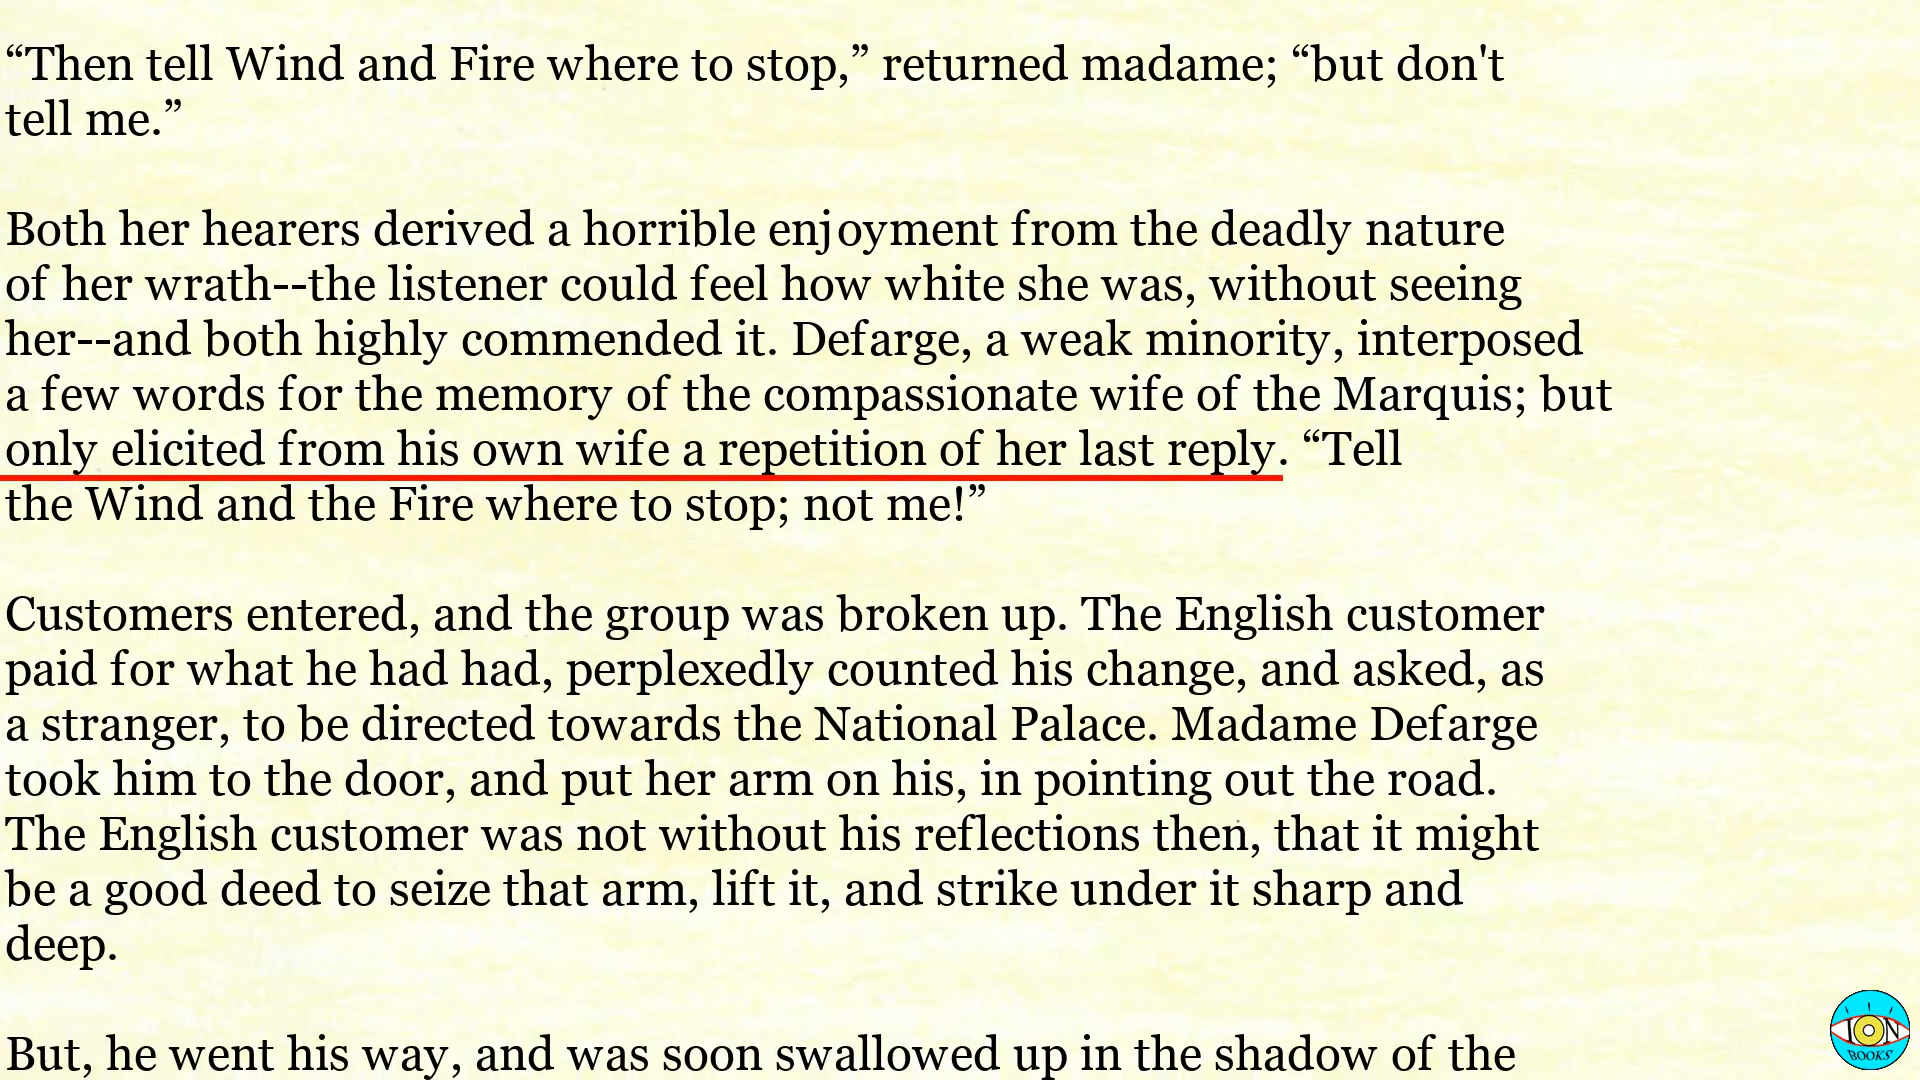 “Then tell Wind and Fire where to stop,” returned madame; “but don't
tell me.”
Both her hearers derived a horrible enjoyment from the deadly nature
of her wrath--the listener could feel how white she was, without seeing
her--and both highly commended it. Defarge, a weak minority, interposed
a few words for the memory of the compassionate wife of the Marquis; but
only elicited from his own wife a repetition of her last reply. “Tell
the Wind and the Fire where to stop; not me!”
Customers entered, and the group was broken up. The English customer
paid for what he had had, perplexedly counted his change, and asked, as
a stranger, to be directed towards the National Palace. Madame Defarge
took him to the door, and put her arm on his, in pointing out the road.
The English customer was not without his reflections then, that it might
be a good deed to seize that arm, lift it, and strike under it sharp and
deep.
But, he went his way, and was soon swallowed up in the shadow of the
ION
BOOKS